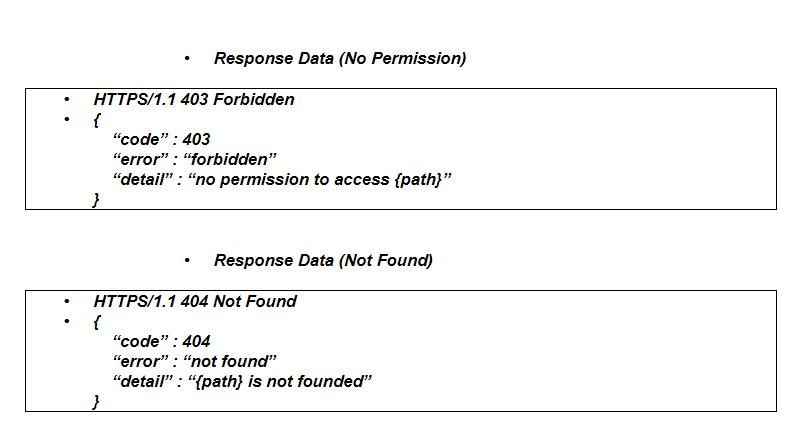 • Response Data (No Permission)
• HTTPS/1.1 403 Forbidden
• {
“code” : 403
“error” : “forbidden”
“detail” : “no permission to access {path}”
}
• Response Data (Not Found)
• HTTPS/1.1 404 Not Found
• {
“code” : 404
“error” : “not found”
“detail” : “{path} is not founded”
}